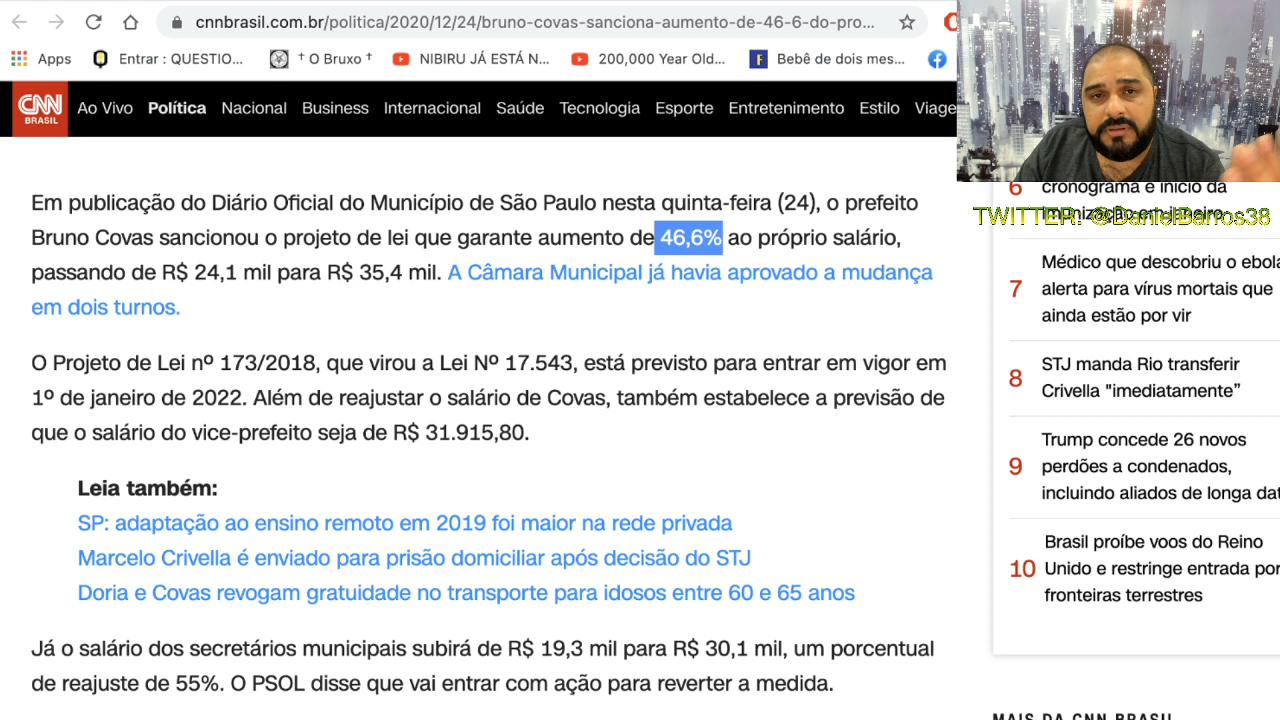 cnnbrasil.com.br/politica/2020/12/24/bruno-covas-sanciona-aumento-de-46-6-do-pro...
Apps
Entrar : QUESTIO...
† O Bruxo †
NIBIRU JÁ ESTÁ N...
200,000 Year Old...
Bebê de dois mes...
CNN
BRASIL
Ao Vivo Política Nacional Business Internacional Saúde Tecnologia Esporte Entretenimento Estilo Viage
Em publicação do Diário Oficial do Município de São Paulo nesta quinta-feira (24), o prefeito
Bruno Covas sancionou o projeto de lei que garante aumento de 46,6% ao próprio salário,
passando de R$ 24,1 mil para R$ 35,4 mil. A Câmara Municipal já havia aprovado a mudança
em dois turnos.
O Projeto de Lei nº 173/2018, que virou a Lei Nº 17.543, está previsto para entrar em vigor em
1º de janeiro de 2022. Além de reajustar o salário de Covas, também estabelece a previsão de
que o salário do vice-prefeito seja de R$ 31.915,80.
Leia também:
SP: adaptação ao ensino remoto em 2019 foi maior na rede privada
Marcelo Crivella é enviado para prisão domiciliar após decisão do STJ
Doria e Covas revogam gratuidade no transporte para idosos entre 60 e 65 anos
Já o salário dos secretários municipais subirá de R$ 19,3 mil para R$ 30,1 mil, um porcentual
de reajuste de 55%. O PSOL disse que vai entrar com ação para reverter a medida.
6 cronograma e início da
TWITTER: @DanielBarros38
7 Médico que descobriu o ebola
alerta para vírus mortais que
ainda estão por vir
8 STJ manda Rio transferir
Crivella "imediatamente"
9 Trump concede 26 novos
perdões a condenados,
incluindo aliados de longa dat
10 Brasil proíbe voos do Reino
Unido e restringe entrada por
fronteiras terrestres
MAIS DA CNN BRASIL